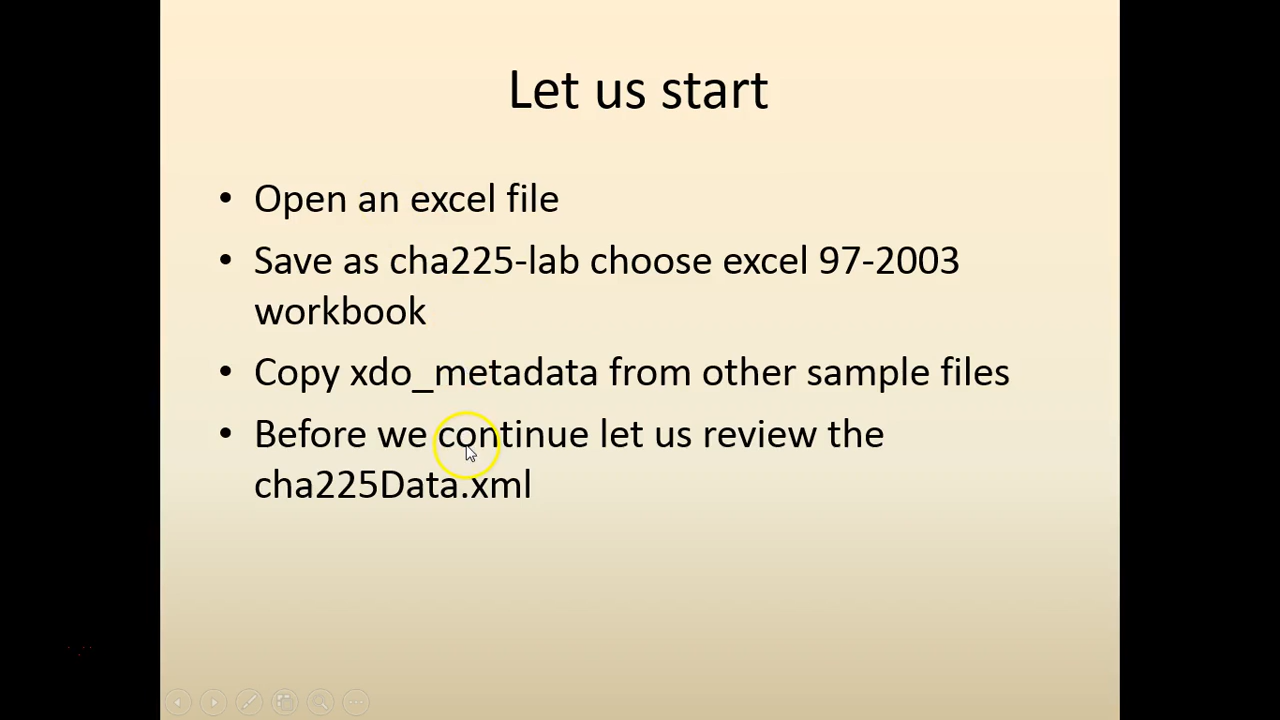 Let us start
• Open an excel file
• Save as cha225-lab choose excel 97-2003
workbook
• Copy xdo_metadata from other sample files
• Before we continue let us review the
cha225Data.xml